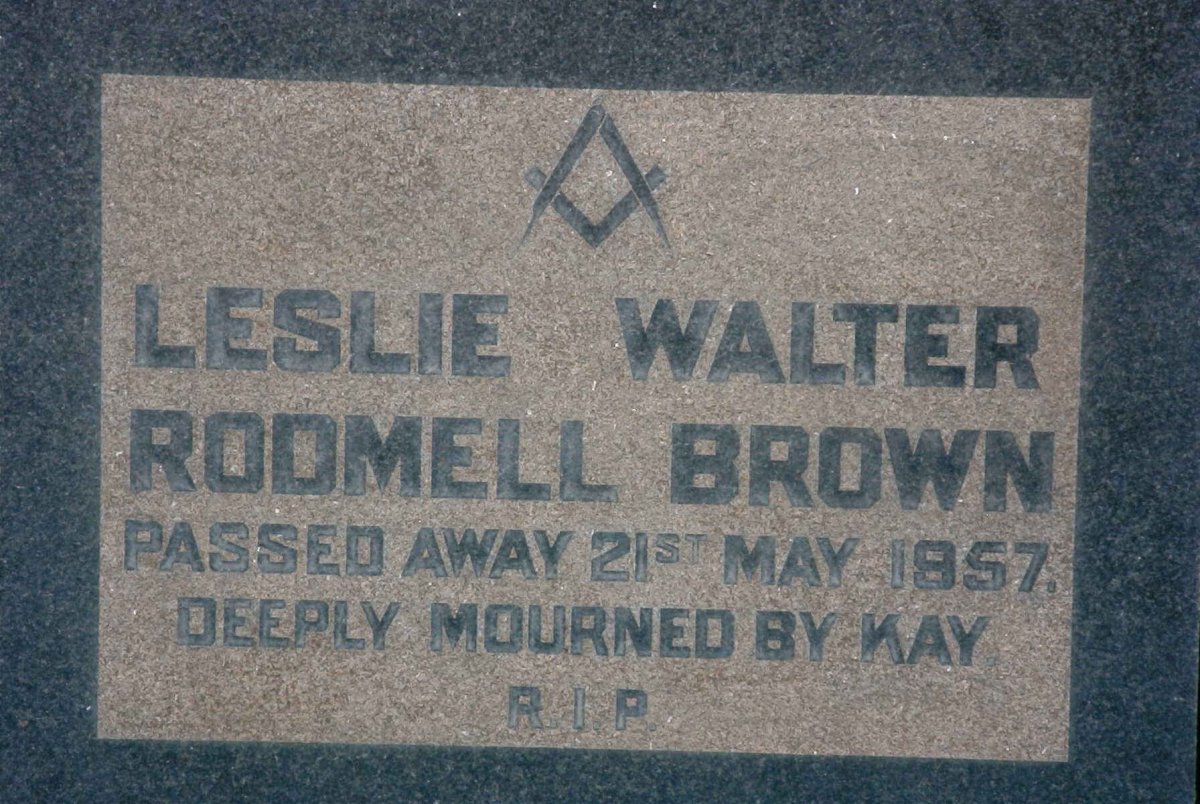 LESLIE WALTER
RODMELL BROWN
PASSED AWAY 21ST MAY 1957.
DEEPLY MOURNED BY KAY.
R.I.P.